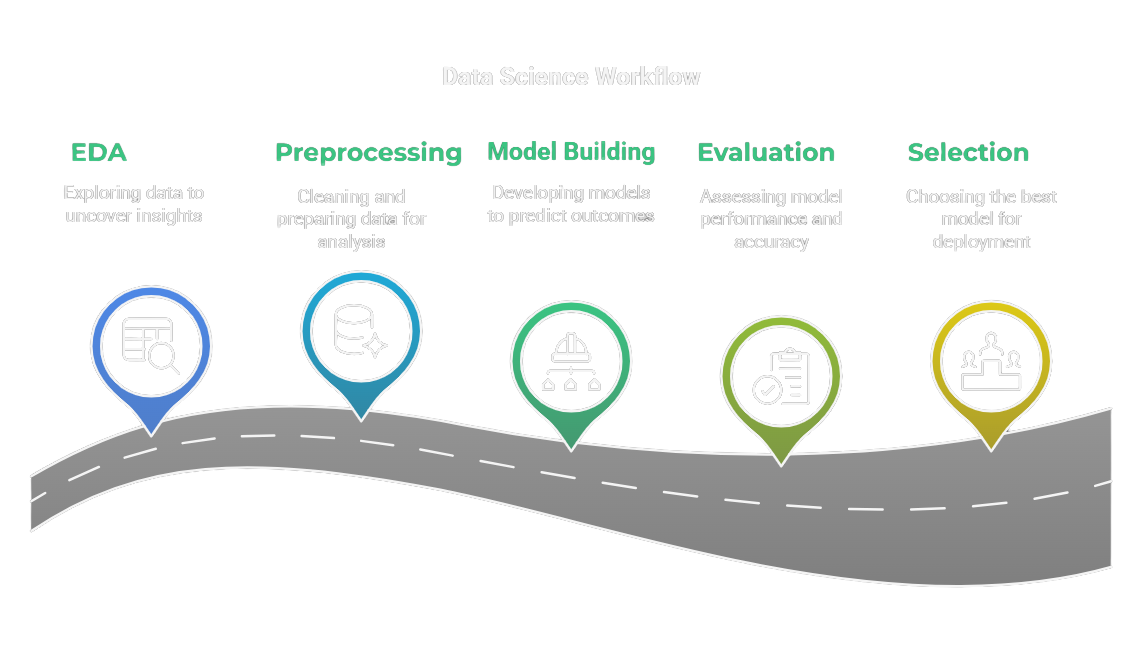 Data Science Workflow
EDA
Exploring data to
uncover insights
Preprocessing
Cleaning and
preparing data for
analysis
Model Building
Developing models
to predict outcomes
Evaluation
Assessing model
performance and
accuracy
Selection
Choosing the best
model for
deployment